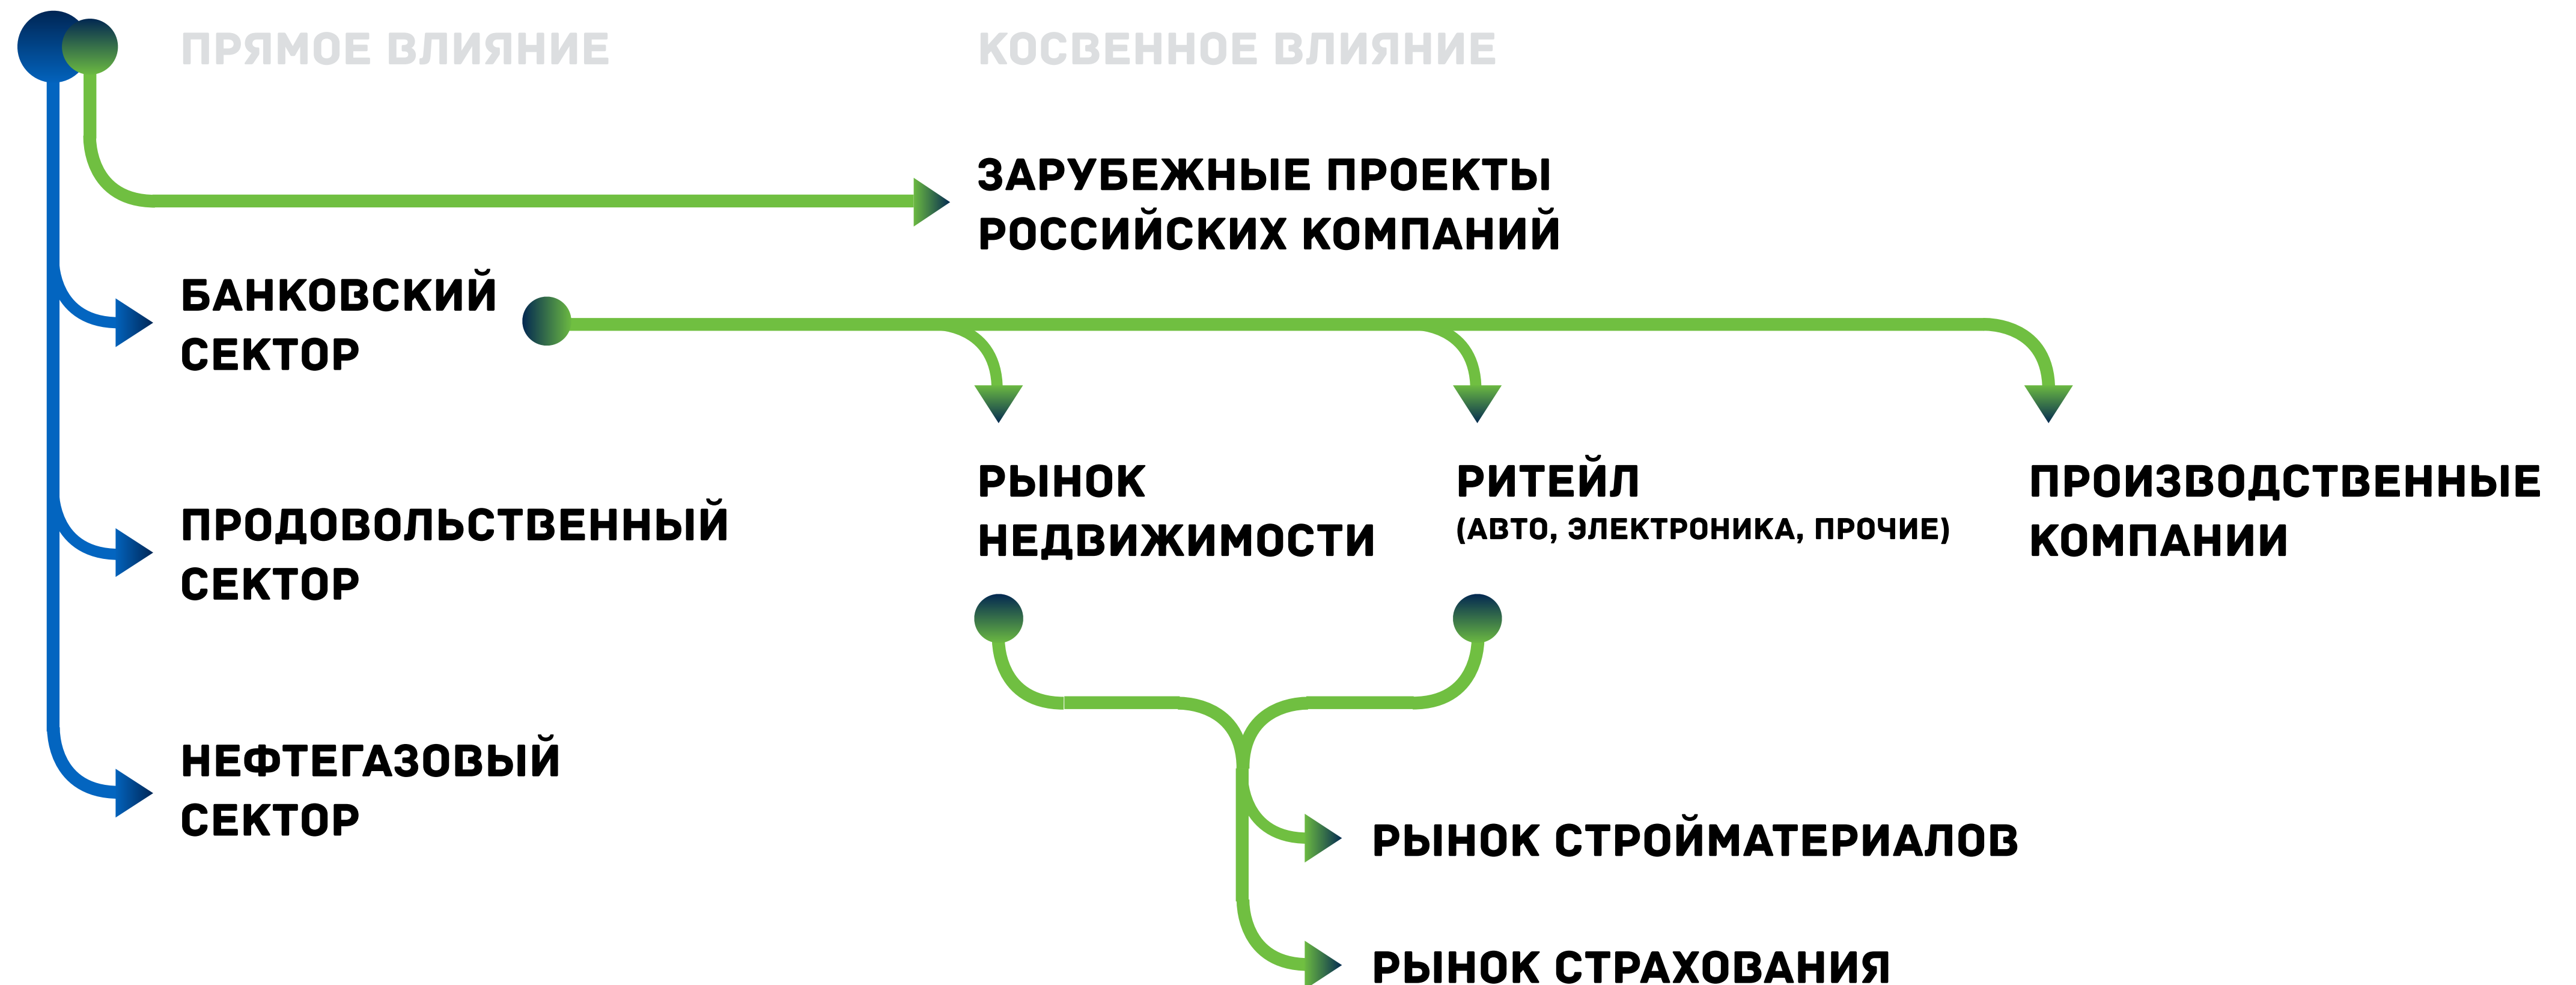 ПРЯМОЕ ВЛИЯНИЕ
КОСВЕННОЕ ВЛИЯНИЕ
ЗАРУБЕЖНЫЕ ПРОЕКТЫ
РОССИЙСКИХ КОМПАНИЙ
БАНКОВСКИЙ
СЕКТОР
РЫНОК
НЕДВИЖИМОСТИ
РИТЕЙЛ
(АВТО, ЭЛЕКТРОНИКА, ПРОЧИЕ)
ПРОИЗВОДСТВЕННЫЕ
КОМПАНИИ
ПРОДОВОЛЬСТВЕННЫЙ
СЕКТОР
НЕФТЕГАЗОВЫЙ
СЕКТОР
РЫНОК СТРОЙМАТЕРИАЛОВ
РЫНОК СТРАХОВАНИЯ